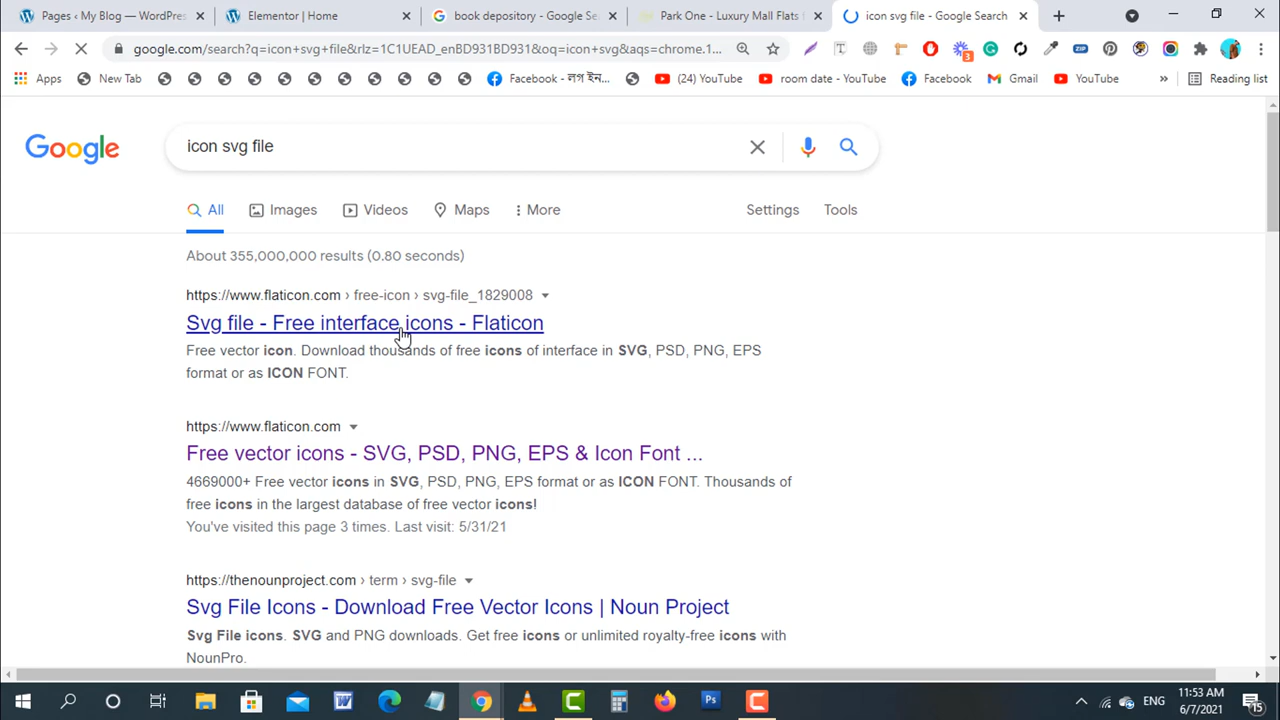 Pages ‹ My Blog — WordPres
Elementor | Home
book depository - Google Se
Park One - Luxury Mall Flats f
icon svg file - Google Search
google.com/search?q=icon+svg+file&rlz=1C1UEAD_enBD931BD931&oq=icon+svg&aqs=chrome.1...
3
ZIP
Apps
New Tab
Facebook - লগ ইন...
(24) YouTube
room date - YouTube
Facebook
Gmail
YouTube
»
Reading list
Google
icon svg file
All
Images
Videos
Maps
More
Settings
Tools
About 355,000,000 results (0.80 seconds)
https://www.flaticon.com › free-icon › svg-file_1829008
Svg file - Free interface icons - Flaticon
Free vector icon. Download thousands of free icons of interface in SVG, PSD, PNG, EPS
format or as ICON FONT.
https://www.flaticon.com
Free vector icons - SVG, PSD, PNG, EPS & Icon Font ...
4669000+ Free vector icons in SVG, PSD, PNG, EPS format or as ICON FONT. Thousands of
free icons in the largest database of free vector icons!
You've visited this page 3 times. Last visit: 5/31/21
https://thenounproject.com › term › svg-file
Svg File Icons - Download Free Vector Icons | Noun Project
Svg File icons. SVG and PNG downloads. Get free icons or unlimited royalty-free icons with
NounPro.
ENG
11:53 AM
6/7/2021
15